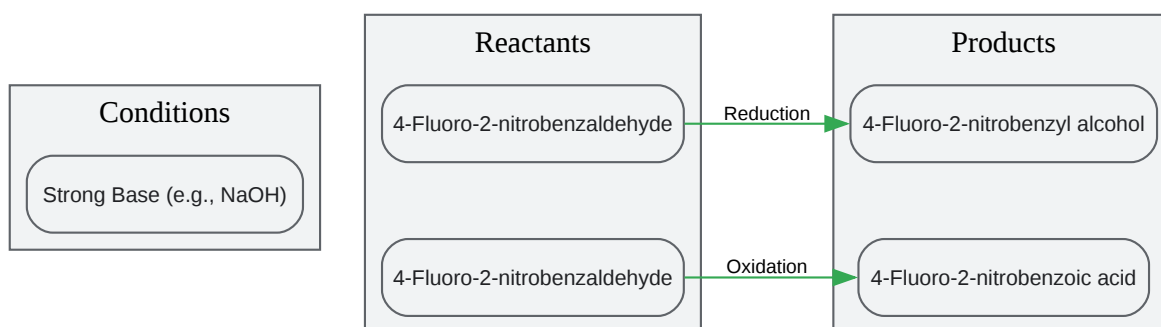 Conditions
Strong Base (e.g., NaOH)
Reactants
4-Fluoro-2-nitrobenzaldehyde
4-Fluoro-2-nitrobenzaldehyde
Reduction
Oxidation
Products
4-Fluoro-2-nitrobenzyl alcohol
4-Fluoro-2-nitrobenzoic acid